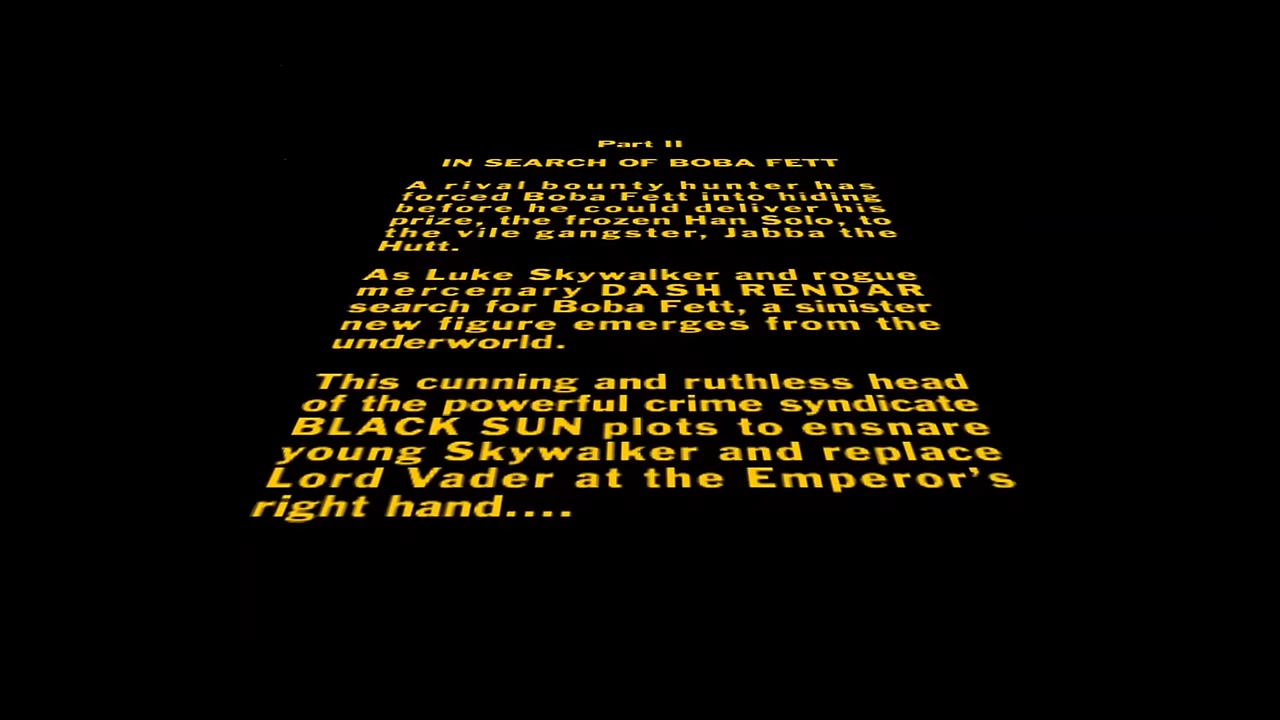 Part II
IN SEARCH OF BOBA FETT
A rival bounty hunter has
forced Boba Fett into hiding
before he could deliver his
prize, the frozen Han Solo, to
the vile gangster, Jabba the
Hutt.
As Luke Skywalker and rogue
mercenary DASH RENDAR
search for Boba Fett, a sinister
new figure emerges from the
underworld.
This cunning and ruthless head
of the powerful crime syndicate
BLACK SUN plots to ensnare
young Skywalker and replace
Lord Vader at the Emperor's
right hand....